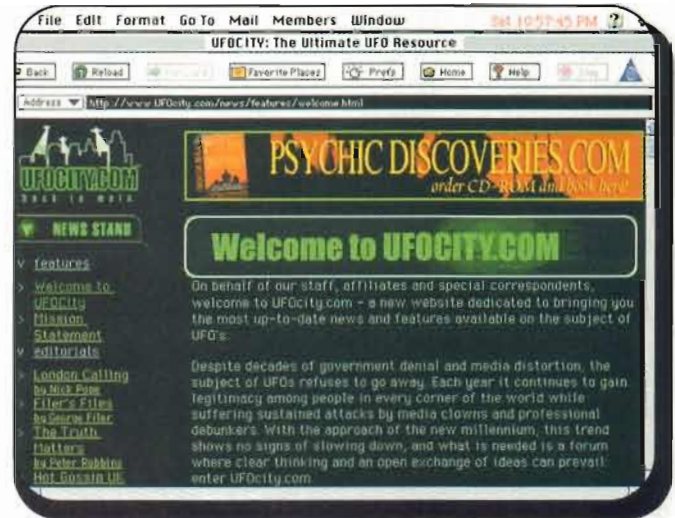 File Edit Format Go To Mail Members Window Sat 10:57:45 PM
UFOCITY: The Ultimate UFO Resource
Back Reload Favorite Places Prefs Home Help
Address http://www.UFOcity.com/news/features/welcome.html
UFOCITY.COM
back to main
PSYCHIC DISCOVERIES.COM
order CD-ROM and book here!
NEWS STAND
Welcome to UFOCITY.COM
v features
> Welcome to
UFOCity
> Mission
Statement
v editorials
> London Calling
by Nick Pope
> Filer's Files
by George Filer
> The Truth
Matters
by Peter Robbins
> Hot Gossip UK
On behalf of our staff, affiliates and special correspondents,
welcome to UFOcity.com - a new website dedicated to bringing you
the most up-to-date news and features available on the subject of
UFO's.
Despite decades of government denial and media distortion, the
subject of UFOs refuses to go away. Each year it continues to gain
legitimacy among people in every corner of the world while
suffering sustained attacks by media clowns and professional
debunkers. With the approach of the new millennium, this trend
shows no signs of slowing down, and what is needed is a forum
where clear thinking and an open exchange of ideas can prevail:
enter UFOcity.com